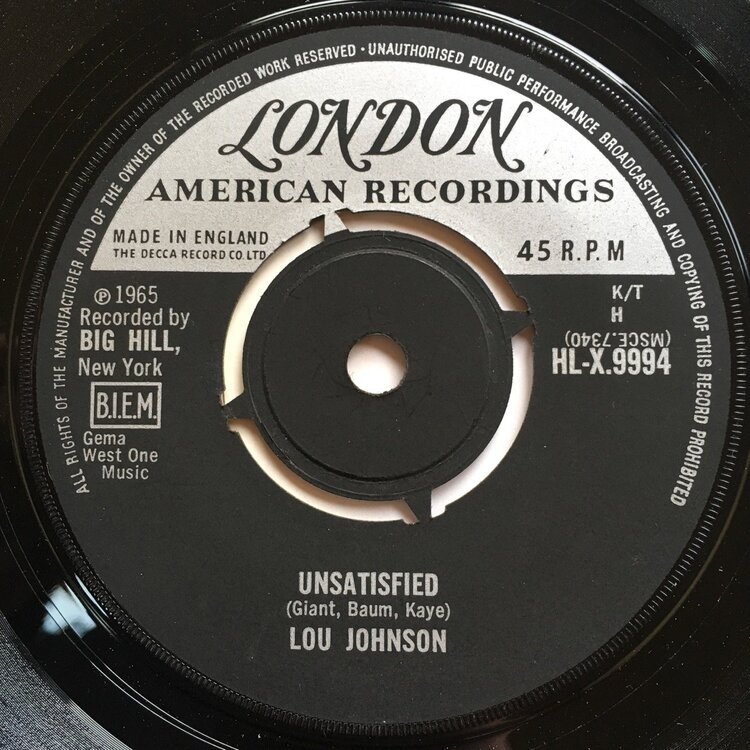 ALL RIGHTS OF THE MANUFACTURER AND OF THE OWNER OF THE RECORDED WORK RESERVED · UNAUTHORISED PUBLIC PERFORMANCE BROADCASTING AND COPYING OF THIS RECORD PROHIBITED
LONDON
AMERICAN RECORDINGS
MADE IN ENGLAND
THE DECCA RECORD CO LTD
45 R.P.M
℗ 1965
Recorded by
BIG HILL,
New York
B.I.E.M.
Gema
West One
Music
K/T
H
(MSCE.7340)
HL-X.9994
UNSATISFIED
(Giant, Baum, Kaye)
LOU JOHNSON